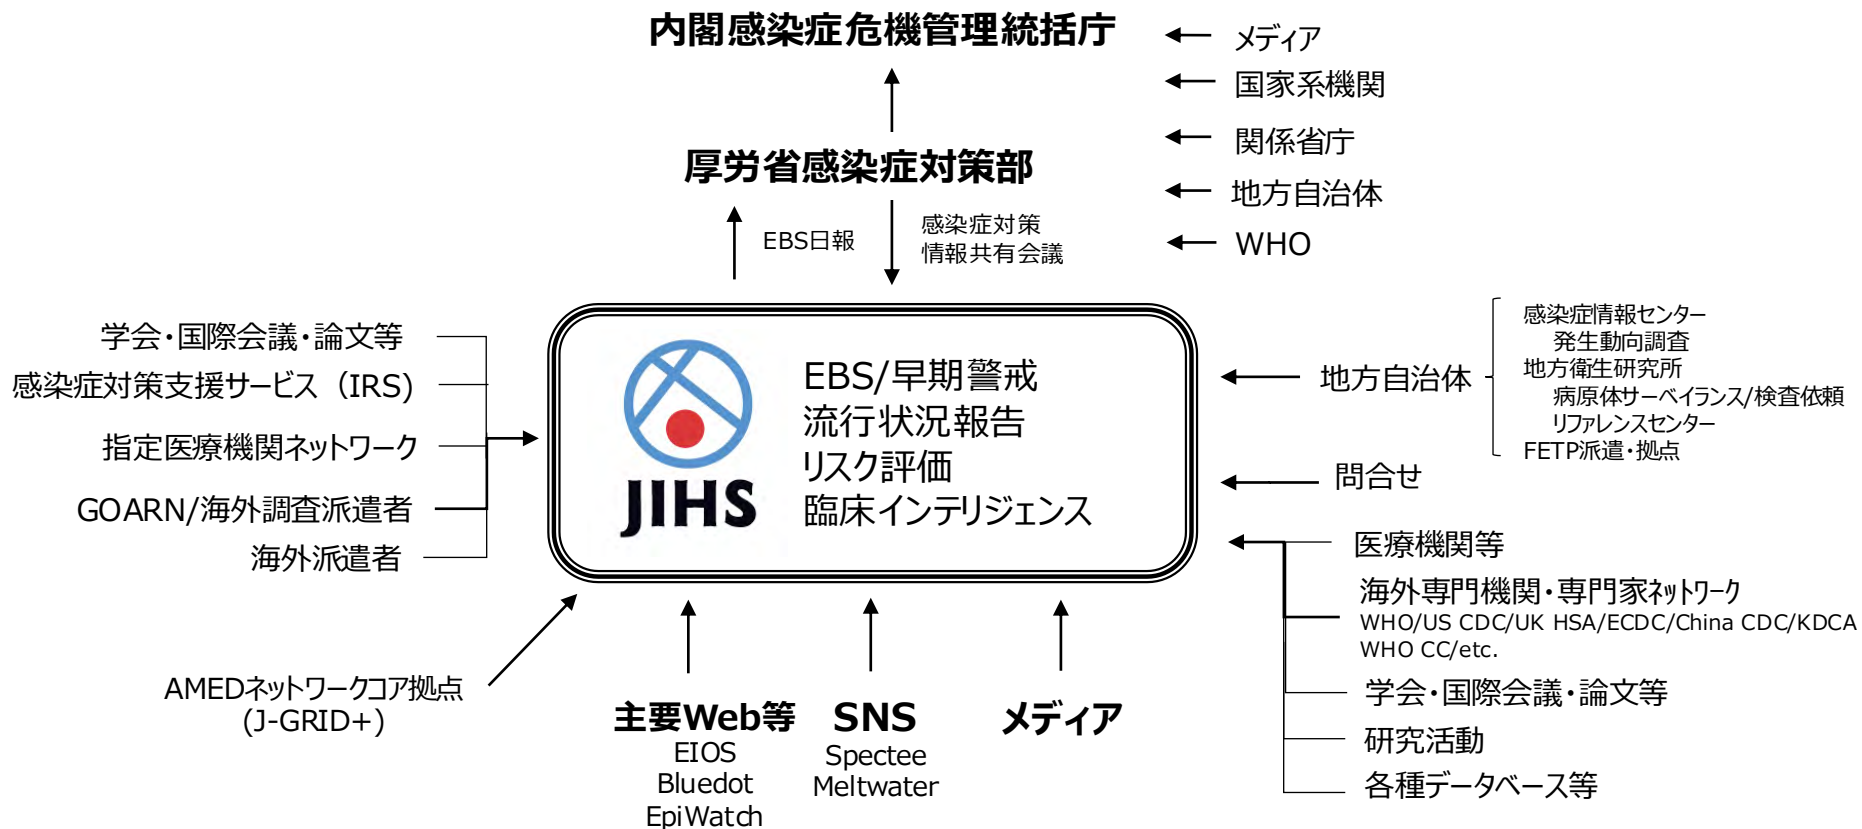 内閣感染症危機管理統括庁
メディア
国家系機関
関係省庁
地方自治体
WHO
厚労省感染症対策部
EBS日報
感染症対策
情報共有会議
学会・国際会議・論文等
感染症対策支援サービス（IRS)
指定医療機関ネットワーク
GOARN/海外調査派遣者
海外派遣者
AMEDネットワークコア拠点
(J-GRID+)
JIHS
EBS/早期警戒
流行状況報告
リスク評価
臨床インテリジェンス
主要Web等
EIOS
Bluedot
EpiWatch
SNS
Spectee
Meltwater
メディア
地方自治体
感染症情報センター
発生動向調査
地方衛生研究所
病原体サーベイランス/検査依頼
リファレンスセンター
FETP派遣・拠点
問合せ
医療機関等
海外専門機関・専門家ネットワーク
WHO/US CDC/UK HSA/ECDC/China CDC/KDCA
WHO CC/etc.
学会・国際会議・論文等
研究活動
各種データベース等